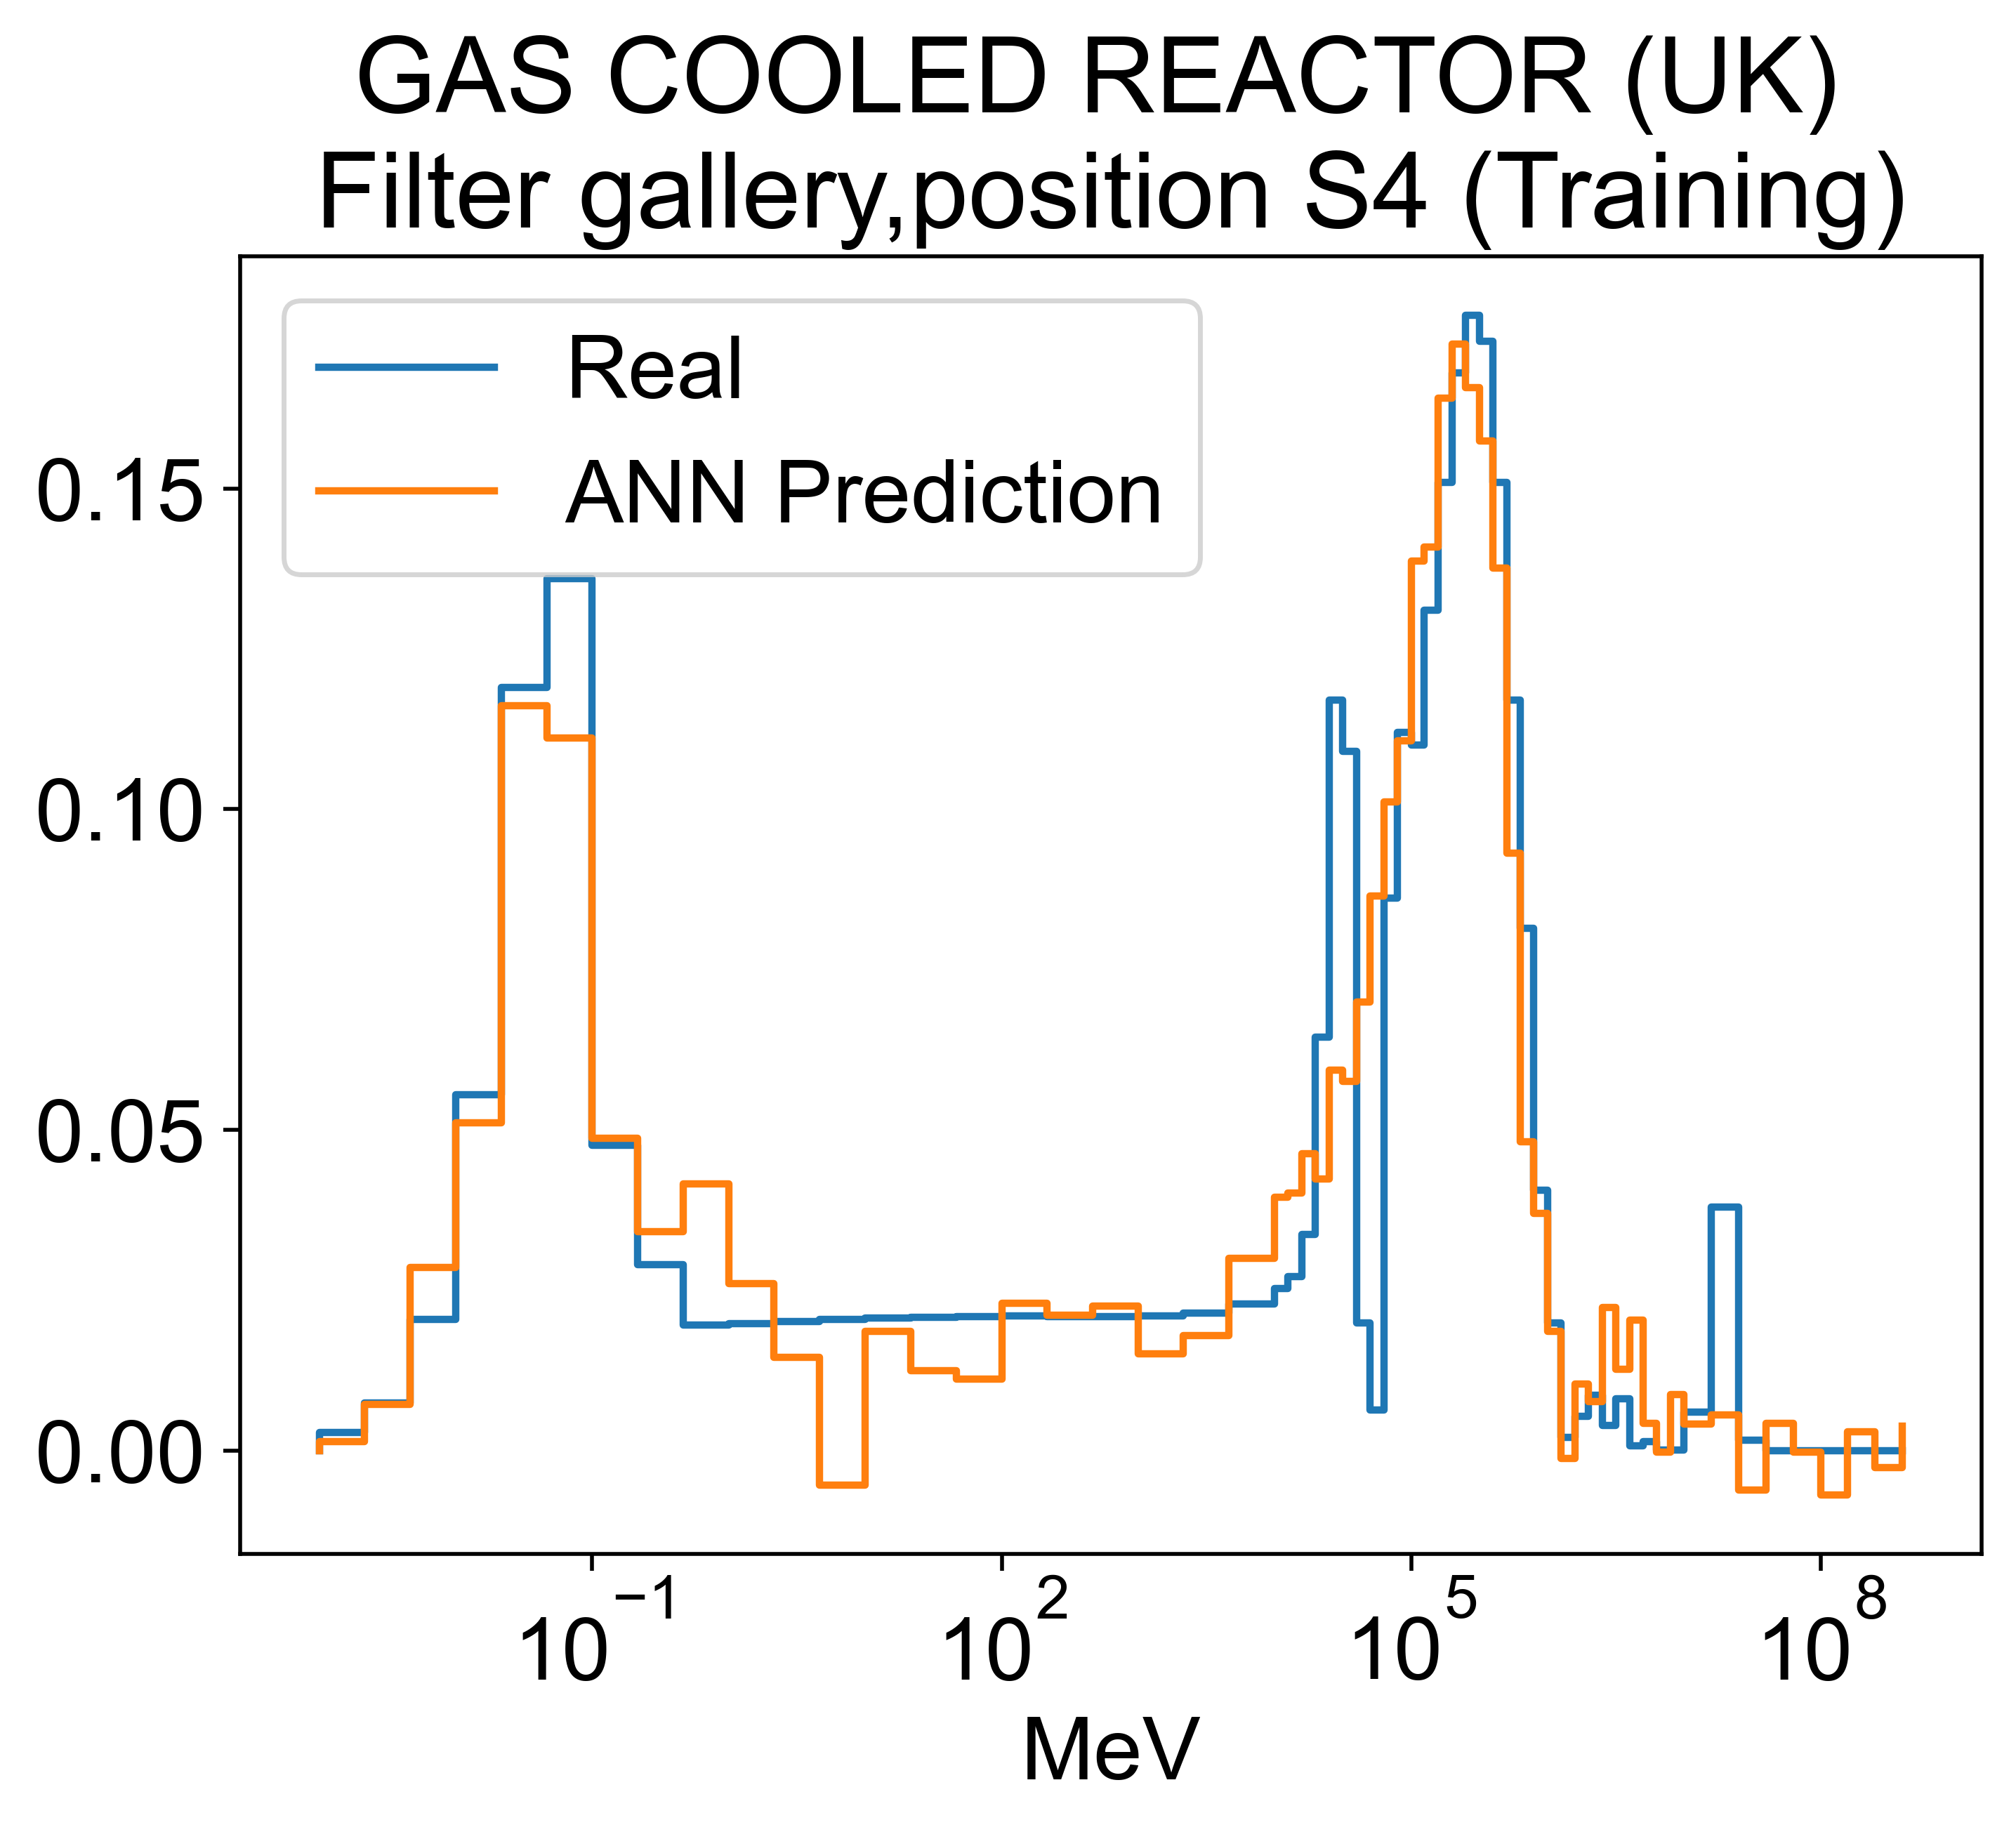 GAS COOLED REACTOR (UK)
Filter gallery,position S4 (Training)
Real
ANN Prediction
0.15
0.10
0.05
0.00
10⁻¹ 10² 10⁵ 10⁸
MeV